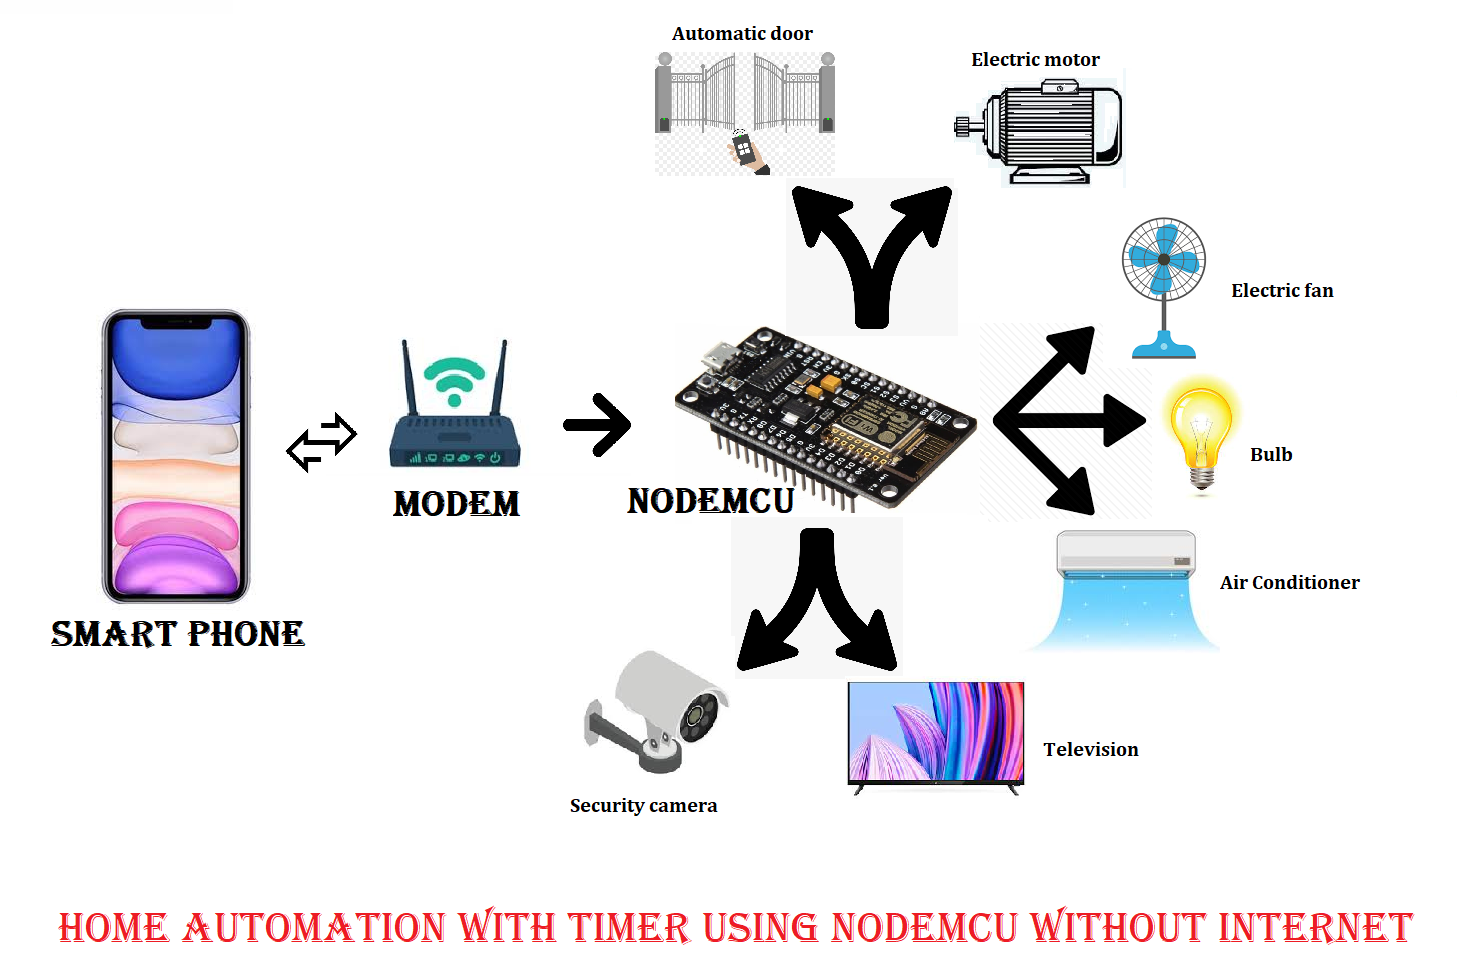 Automatic door
Electric motor
Electric fan
Bulb
MODEM
NODEMCU
Air Conditioner
SMART PHONE
Television
Security camera
HOME AUTOMATION WITH TIMER USING NODEMCU WITHOUT INTERNET